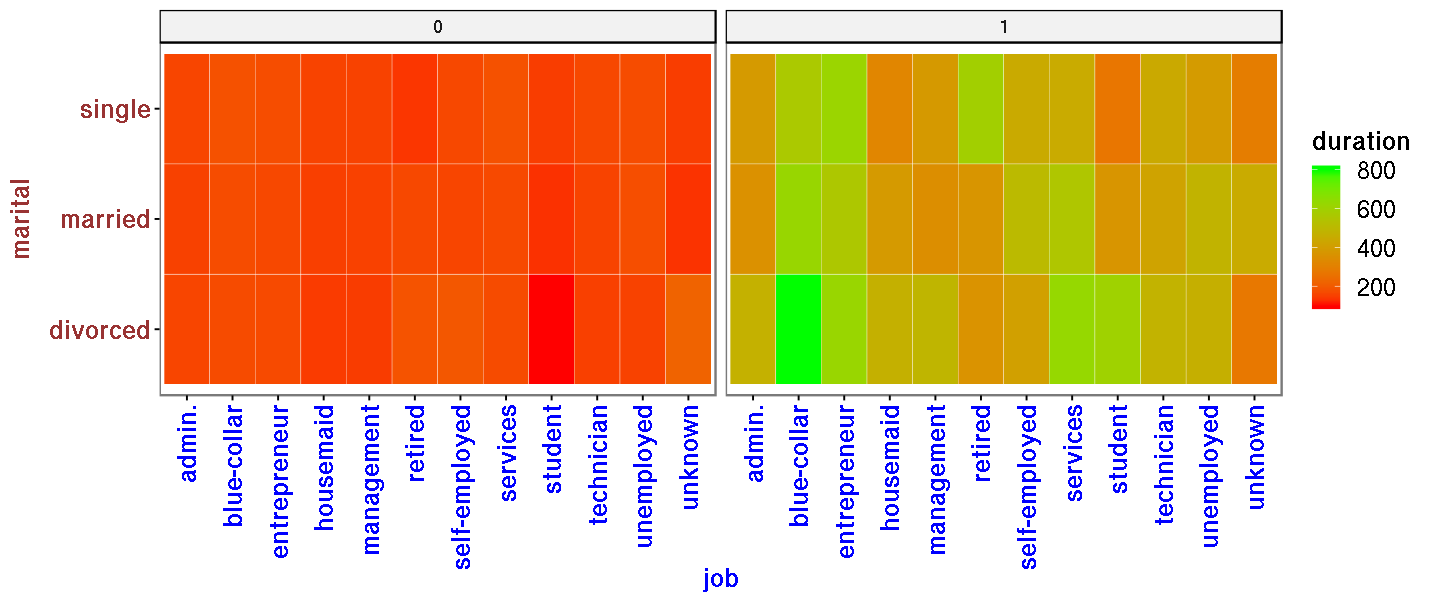 0
1
single
married
divorced
marital
admin.
blue-collar
entrepreneur
housemaid
management
retired
self-employed
services
student
technician
unemployed
unknown
admin.
blue-collar
entrepreneur
housemaid
management
retired
self-employed
services
student
technician
unemployed
unknown
job
duration
800
600
400
200